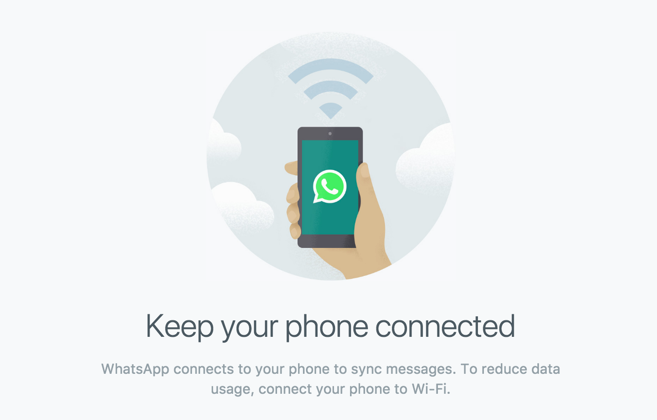 Keep your phone connected
WhatsApp connects to your phone to sync messages. To reduce data
usage, connect your phone to Wi-Fi.